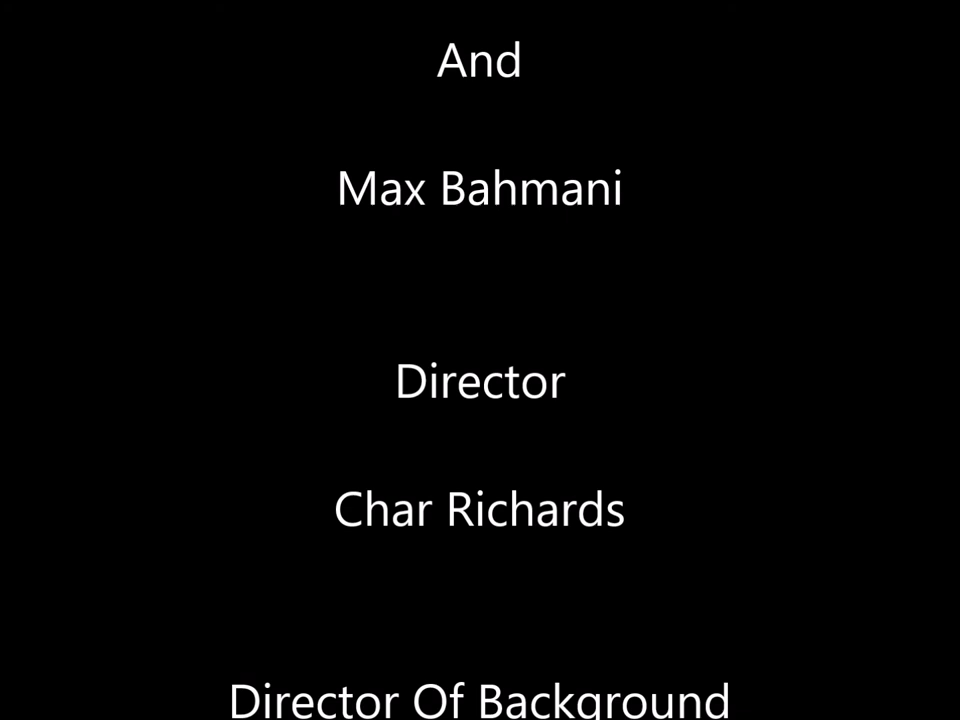 And
Max Bahmani
Director
Char Richards
Director Of Background